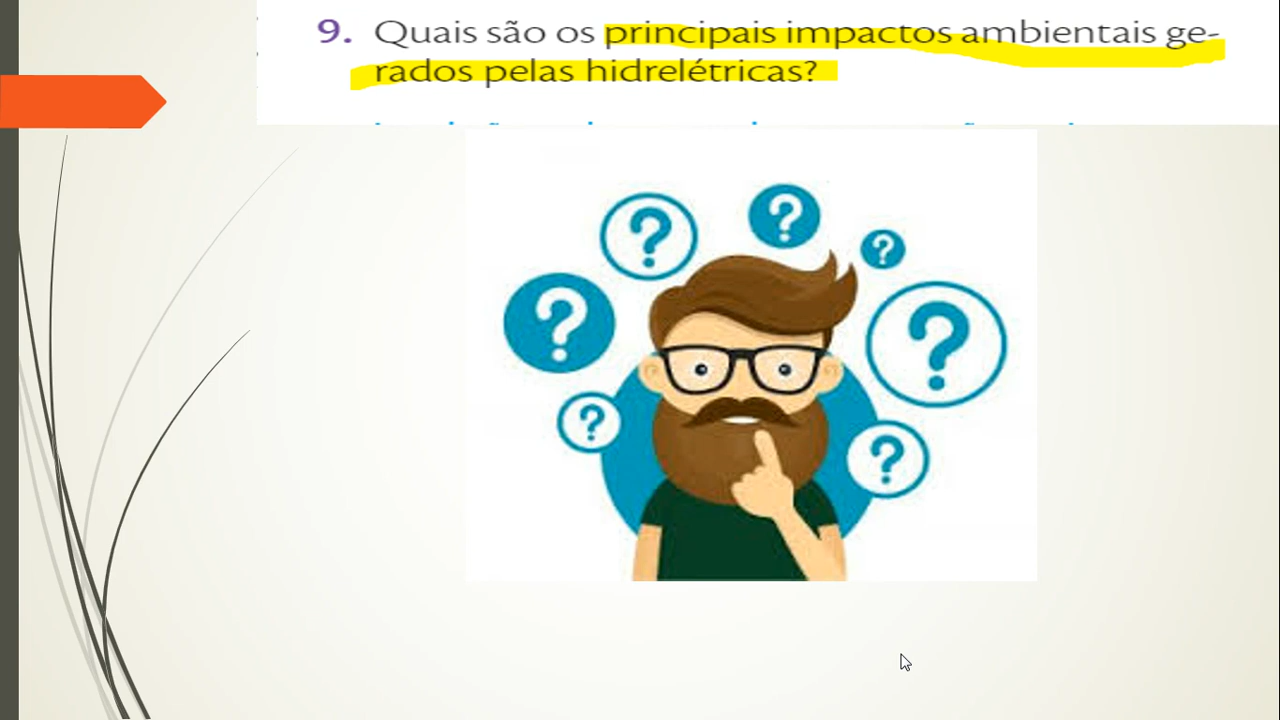 9. Quais são os principais impactos ambientais ge-
rados pelas hidrelétricas?
? ? ?
? ?
? ?